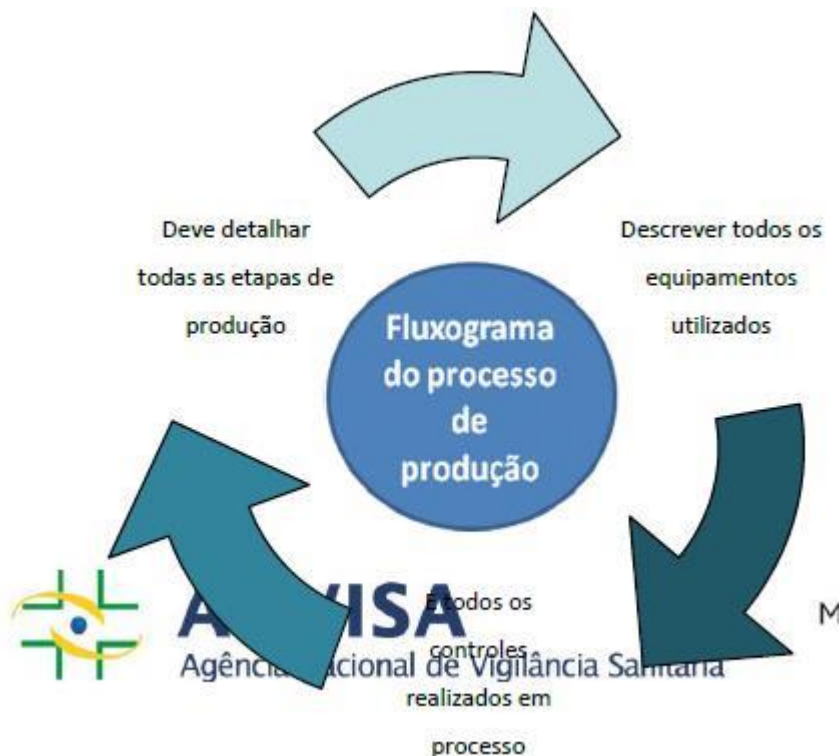 Deve detalhar
todas as etapas de
produção
Descrever todos os
equipamentos
utilizados
Fluxograma
do processo
de
produção
E todos os
controles
realizados em
processo
Agência Nacional de Vigilância Sanitária
M